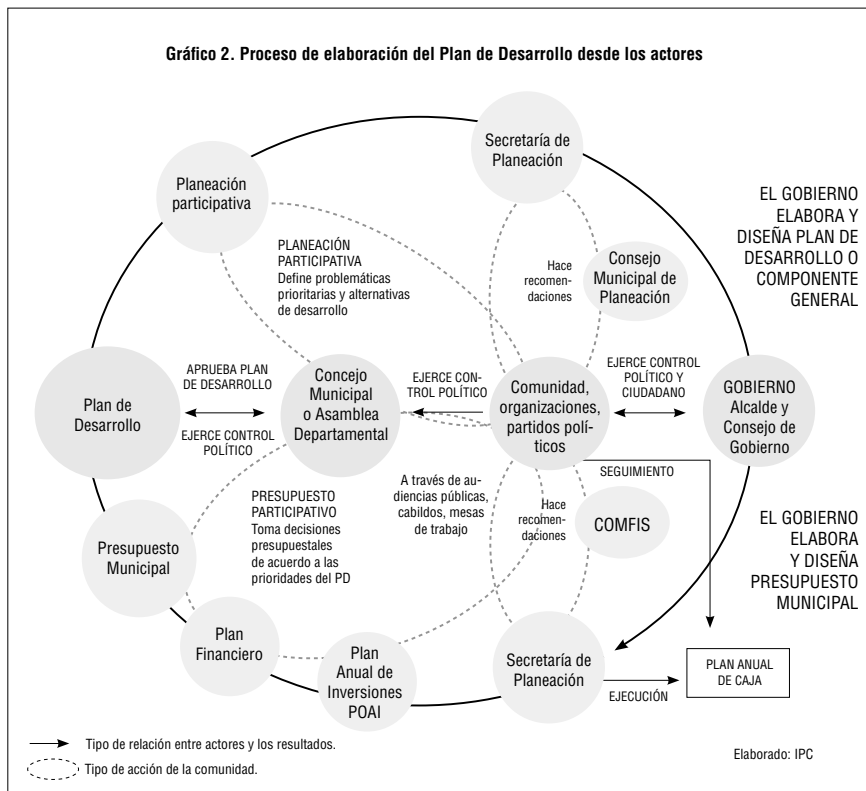 Gráfico 2. Proceso de elaboración del Plan de Desarrollo desde los actores
Secretaría de
Planeación
Planeación
participativa
EL GOBIERNO
ELABORA Y
DISEÑA PLAN DE
DESARROLLO O
COMPONENTE
GENERAL
PLANEACIÓN
PARTICIPATIVA
Define problemáticas
prioritarias y alternativas
de desarrollo
Hace
recomen-
daciones
Consejo
Municipal de
Planeación
Plan de
Desarrollo
APRUEBA PLAN
DE DESARROLLO
EJERCE CONTROL
POLÍTICO
Concejo
Municipal
o Asamblea
Departamental
EJERCE CON-
TROL POLÍTICO
Comunidad,
organizaciones,
partidos polí-
ticos
EJERCE CONTROL
POLÍTICO Y
CIUDADANO
GOBIERNO
Alcalde y
Consejo de
Gobierno
SEGUIMIENTO
Presupuesto
Municipal
PRESUPUESTO
PARTICIPATIVO
Toma decisiones
presupuestales
de acuerdo a las
prioridades del PD
A través de au-
diencias públicas,
cabildos, mesas
de trabajo
Hace
recomen-
daciones
COMFIS
EL GOBIERNO
ELABORA
Y DISEÑA
PRESUPUESTO
MUNICIPAL
Plan
Financiero
Plan
Anual de
Inversiones
POAI
Secretaría de
Planeación
EJECUCIÓN
PLAN ANUAL
DE CAJA
Tipo de relación entre actores y los resultados.
Tipo de acción de la comunidad.
Elaborado: IPC